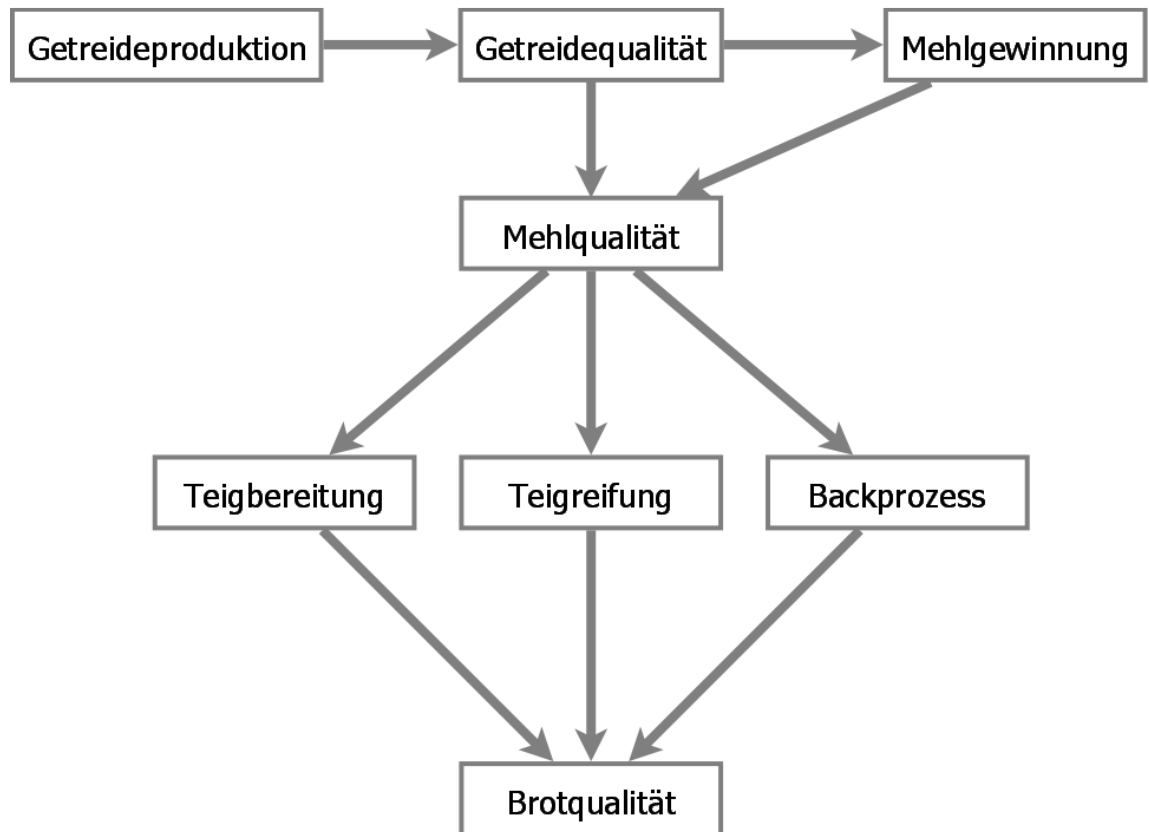 Getreideproduktion
Getreidequalität
Mehlgewinnung
Mehlqualität
Teigbereitung
Teigreifung
Backprozess
Brotqualität